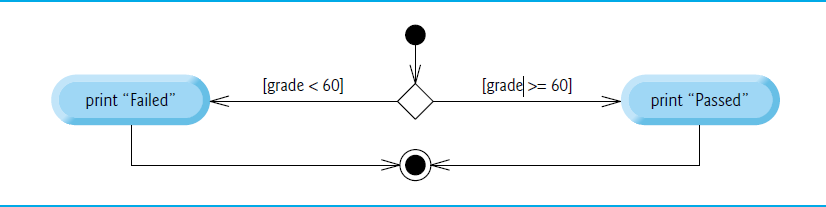 [grade < 60]
[grade >= 60]
print “Failed”
print “Passed”